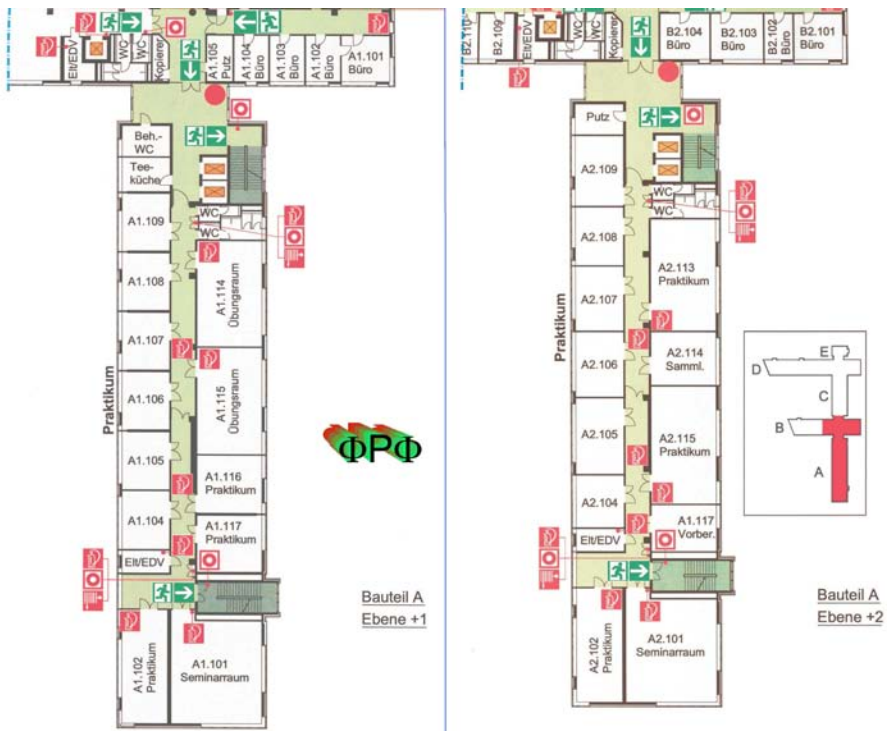 Elt/EDV
WC
WC
Kopierer
A1.105
Putz
A1.104
Büro
A1.103
Büro
A1.102
Büro
A1.101
Büro
Beh.-
WC
Tee-
küche
WC
WC
A1.109
A1.108
A1.107
A1.106
A1.105
A1.104
Praktikum
A1.114
Übungsraum
A1.115
Übungsraum
A1.116
Praktikum
A1.117
Praktikum
Elt/EDV
A1.102
Praktikum
A1.101
Seminarraum
Bauteil A
Ebene +1
ΦPΦ
B2.110
B2.109
Elt/EDV
WC
WC
Kopierer
B2.104
Büro
B2.103
Büro
B2.102
Büro
B2.101
Büro
Putz
WC
WC
A2.109
A2.108
A2.107
A2.106
A2.105
A2.104
Praktikum
A2.113
Praktikum
A2.114
Samml.
A2.115
Praktikum
A1.117
Vorber.
Elt/EDV
A2.102
Praktikum
A2.101
Seminarraum
E
D
C
B
A
Bauteil A
Ebene +2